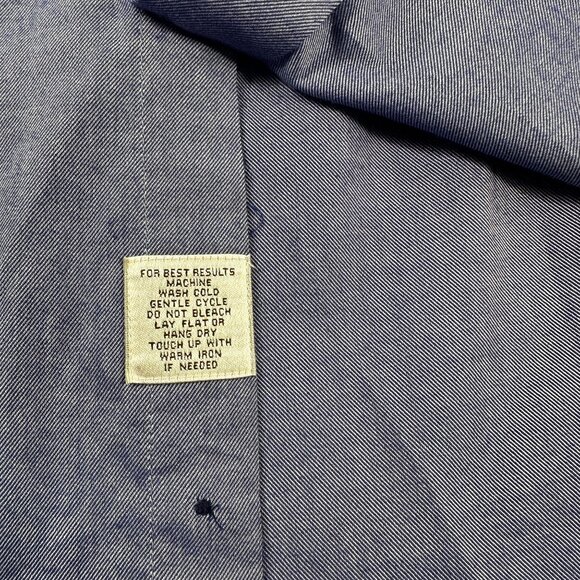 FOR BEST RESULTS
MACHINE
WASH COLD
GENTLE CYCLE
DO NOT BLEACH
LAY FLAT OR
HANG DRY
TOUCH UP WITH
WARM IRON
IF NEEDED